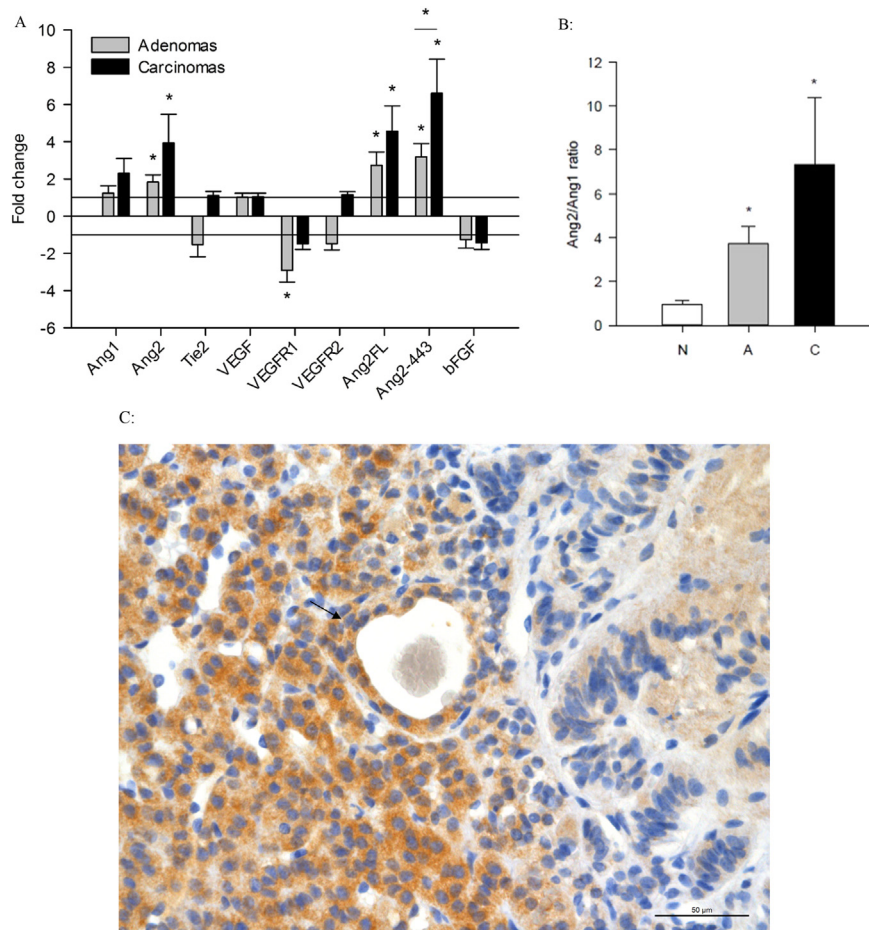 A
Adenomas
Carcinomas
Fold change
10
8
6
4
2
0
-2
-4
-6
*
*
*
*
*
*
*
*
Ang1
Ang2
Tie2
VEGF
VEGFR1
VEGFR2
Ang2FL
Ang2-443
bFGF
B:
Ang2/Ang1 ratio
12
10
8
6
4
2
0
*
*
N
A
C
C:
50 µm